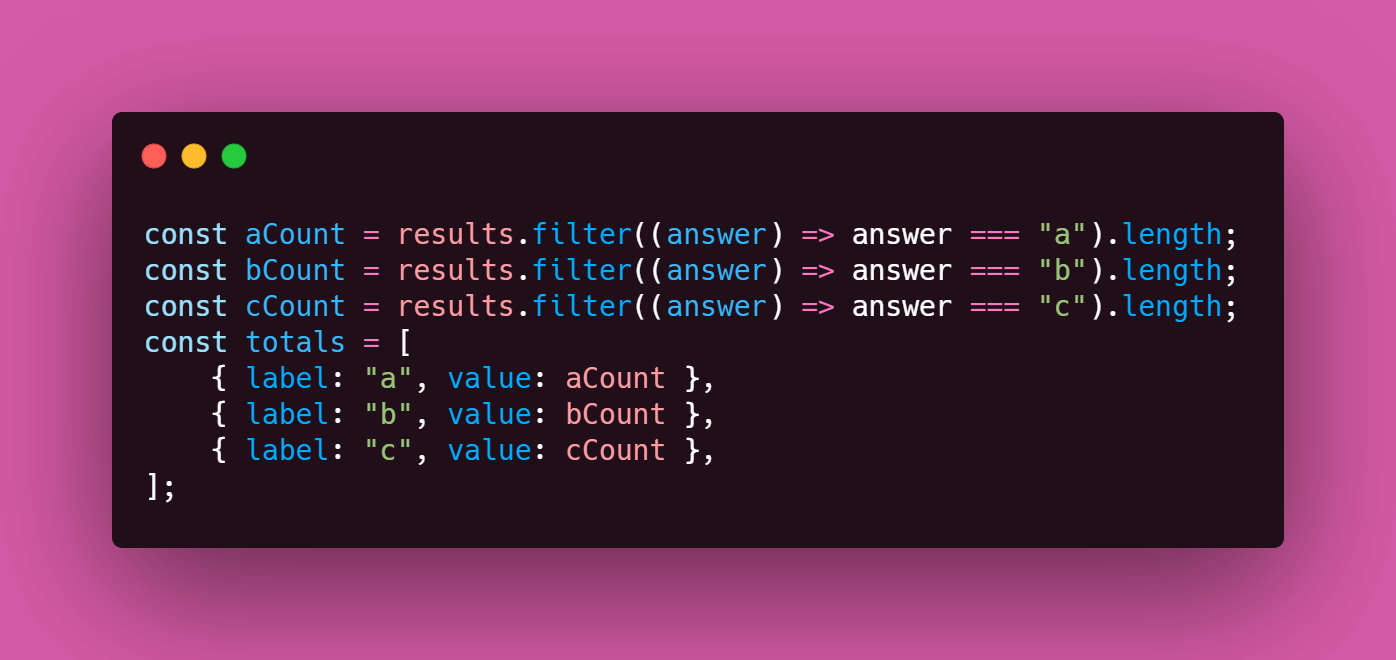 const aCount = results.filter((answer) => answer === "a").length;
const bCount = results.filter((answer) => answer === "b").length;
const cCount = results.filter((answer) => answer === "c").length;
const totals = [
    { label: "a", value: aCount },
    { label: "b", value: bCount },
    { label: "c", value: cCount },
];